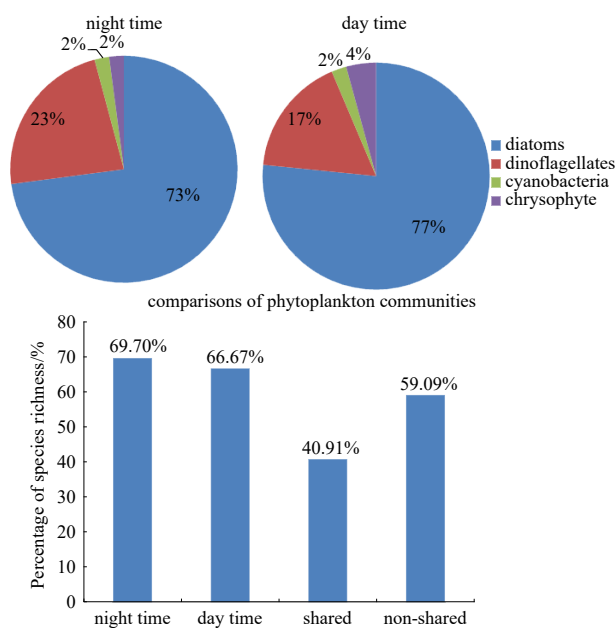 night time
2% 2%
23%
73%
day time
2% 4%
17%
77%
diatoms
dinoflagellates
cyanobacteria
chrysophyte
comparisons of phytoplankton communities
Percentage of species richness/%
80
70
60
50
40
30
20
10
0
69.70%
66.67%
40.91%
59.09%
night time
day time
shared
non-shared